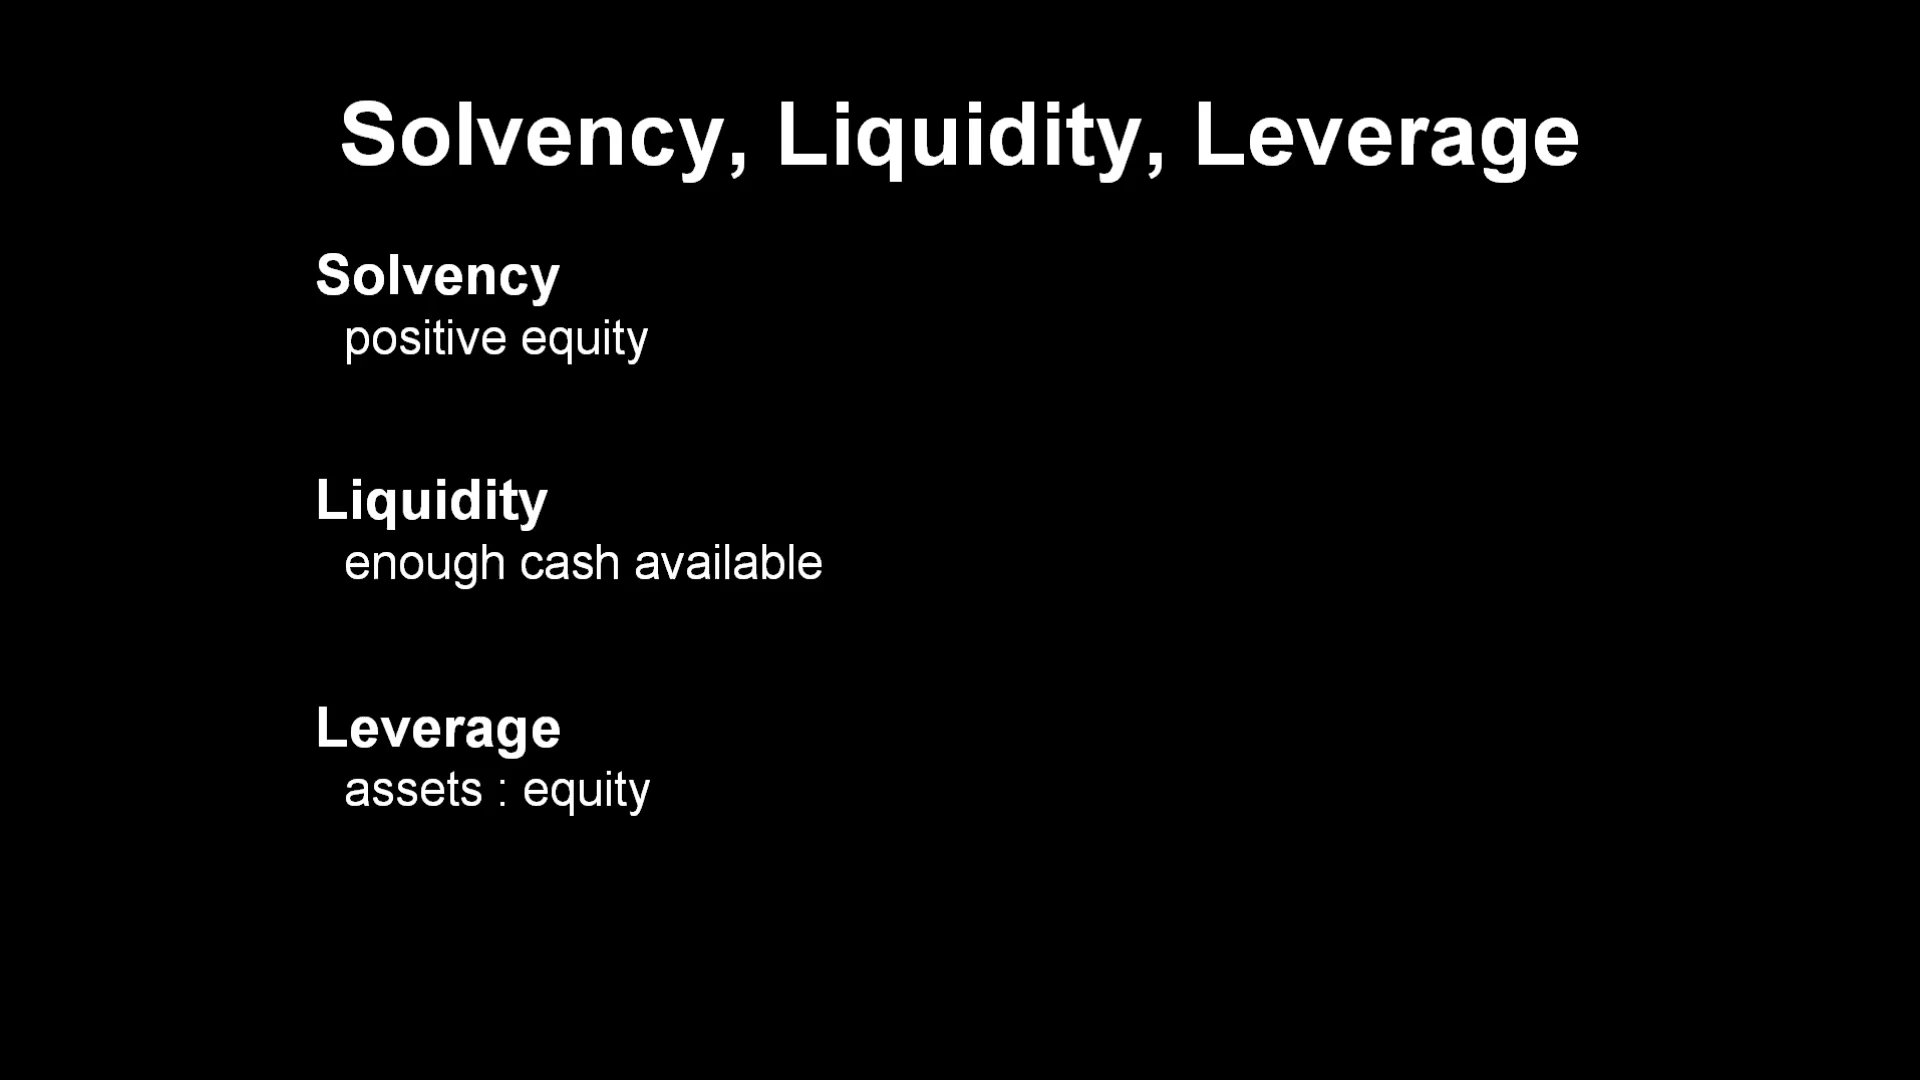 Solvency, Liquidity, Leverage
Solvency
positive equity
Liquidity
enough cash available
Leverage
assets : equity